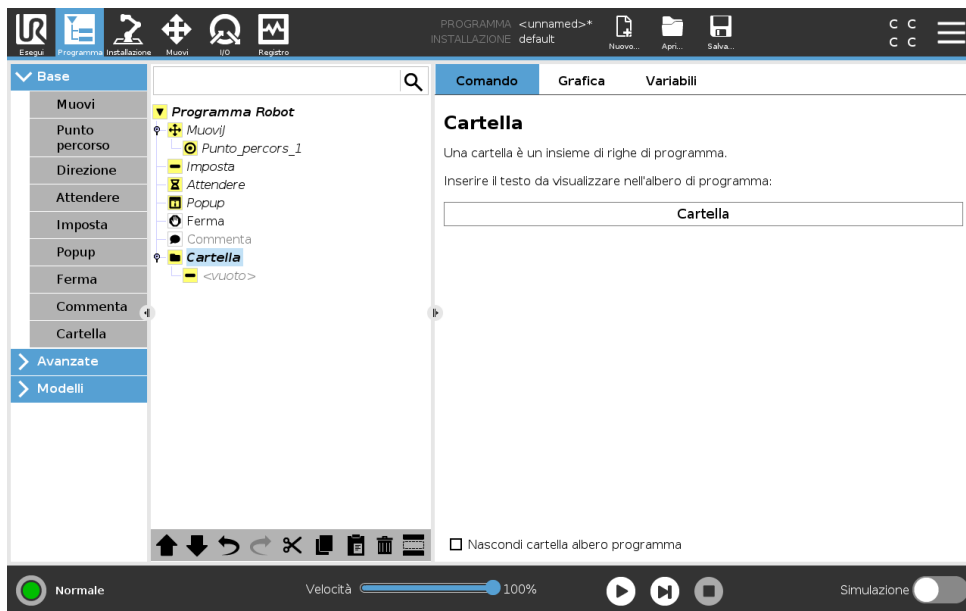 PROGRAMMA <unnamed>*
INSTALLAZIONE default
Esegui
Programma
Installazione
Muovi
I/O
Registro
Nuovo...
Apri...
Salva...
C C
C C
Base
Muovi
Punto
percorso
Direzione
Attendere
Imposta
Popup
Ferma
Commenta
Cartella
Avanzate
Modelli
Programma Robot
MuoviJ
Punto_percors_1
Imposta
Attendere
Popup
Ferma
Commenta
Cartella
<vuoto>
Comando
Grafica
Variabili
Cartella
Una cartella è un insieme di righe di programma.
Inserire il testo da visualizzare nell'albero di programma:
Cartella
Nascondi cartella albero programma
Normale
Velocità
100%
Simulazione